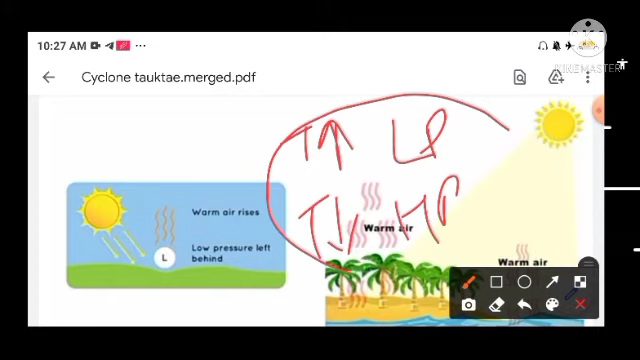 10:27 AM
KINEMASTER
Cyclone tauktae.merged.pdf
T↑ LP
T↓ HP
Warm air rises
Warm air
Low pressure left
behind
L
Warm air